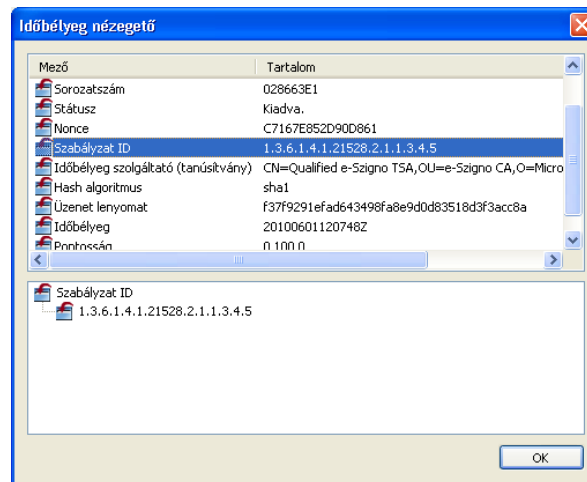 Időbélyeg nézegető
Mező Tartalom
Sorozatszám 028663E1
Státusz Kiadva.
Nonce C7167E852D90D861
Szabályzat ID 1.3.6.1.4.1.21528.2.1.1.3.4.5
Időbélyeg szolgáltató (tanúsítvány) CN=Qualified e-Szigno TSA,OU=e-Szigno CA,O=Micro
Hash algoritmus sha1
Üzenet lenyomat f37f9291efad643498fa8e9d0d83518d3f3acc8a
Időbélyeg 20100601120748Z
Pontosság 0.100.0
Szabályzat ID
1.3.6.1.4.1.21528.2.1.1.3.4.5
OK